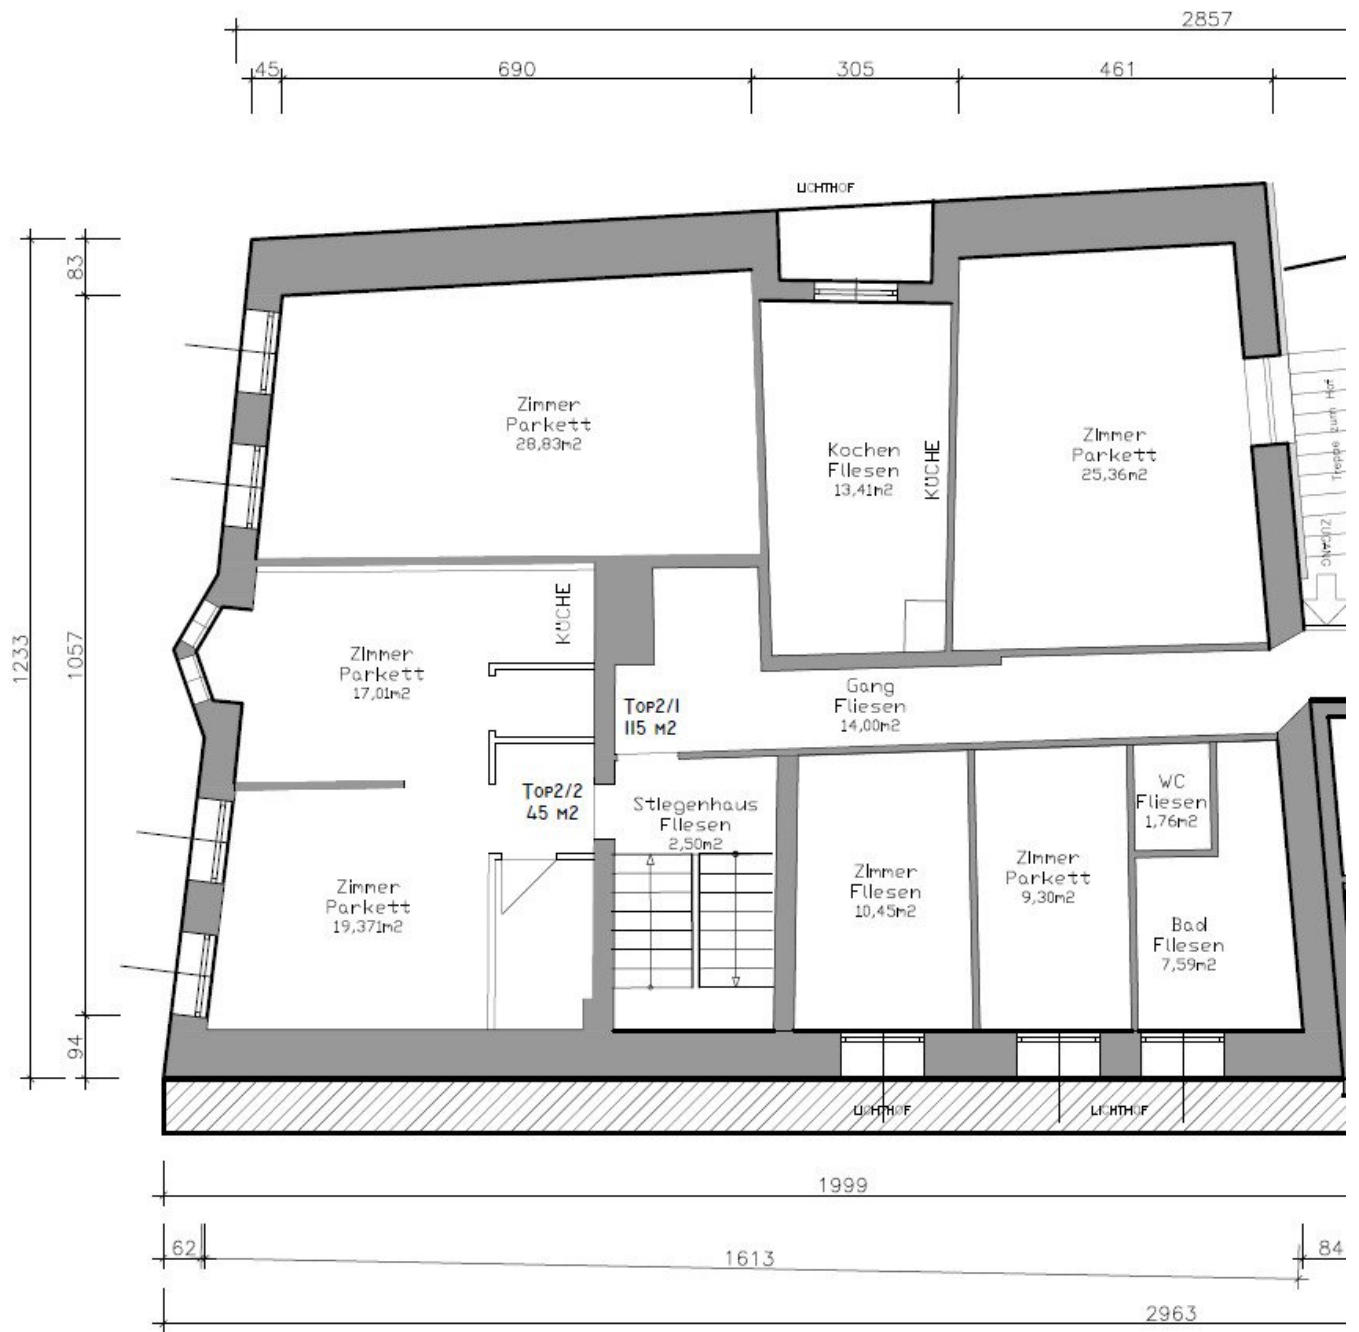 2857
45
690
305
461
LICHTHOF
83
Zimmer
Parkett
28,83m2
Kochen
Fliesen
13,41m2
KÜCHE
Zimmer
Parkett
25,36m2
Treppe zum Hof
ZUGANG
1233
1057
KÜCHE
Zimmer
Parkett
17,01m2
Top2/1
115 m2
Gang
Fliesen
14,00m2
Top2/2
45 m2
Stiegenhaus
Fliesen
2,50m2
WC
Fliesen
1,76m2
Zimmer
Parkett
19,371m2
Zimmer
Fliesen
10,45m2
Zimmer
Parkett
9,30m2
Bad
Fliesen
7,59m2
94
LICHTHOF
LICHTHOF
1999
62
1613
84
2963